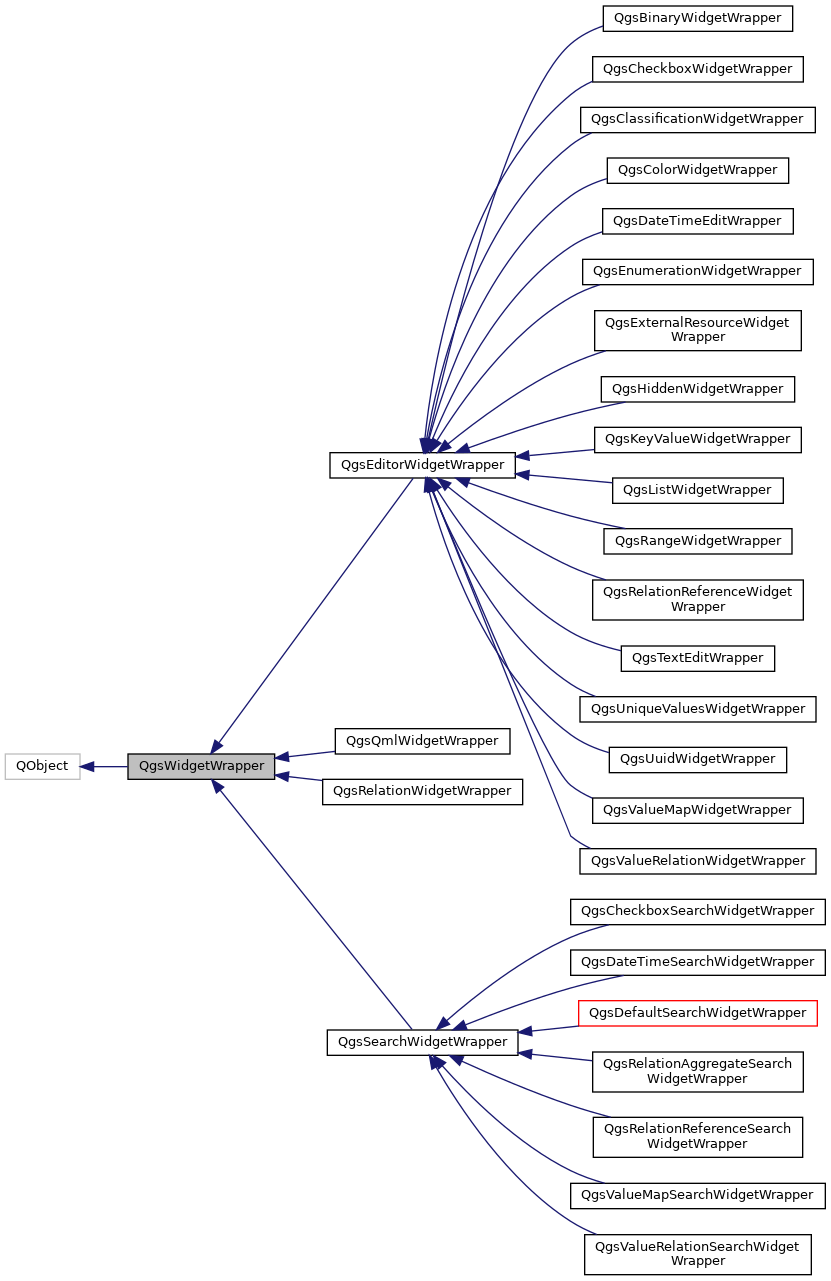 QgsBinaryWidgetWrapper
QgsCheckboxWidgetWrapper
QgsClassificationWidgetWrapper
QgsColorWidgetWrapper
QgsDateTimeEditWrapper
QgsEnumerationWidgetWrapper
QgsExternalResourceWidget
Wrapper
QgsHiddenWidgetWrapper
QgsKeyValueWidgetWrapper
QgsEditorWidgetWrapper
QgsListWidgetWrapper
QgsRangeWidgetWrapper
QgsRelationReferenceWidget
Wrapper
QgsTextEditWrapper
QgsUniqueValuesWidgetWrapper
QgsQmlWidgetWrapper
QgsUuidWidgetWrapper
QObject
QgsWidgetWrapper
QgsRelationWidgetWrapper
QgsValueMapWidgetWrapper
QgsValueRelationWidgetWrapper
QgsCheckboxSearchWidgetWrapper
QgsDateTimeSearchWidgetWrapper
QgsDefaultSearchWidgetWrapper
QgsSearchWidgetWrapper
QgsRelationAggregateSearch
WidgetWrapper
QgsRelationReferenceSearch
WidgetWrapper
QgsValueMapSearchWidgetWrapper
QgsValueRelationSearchWidget
Wrapper